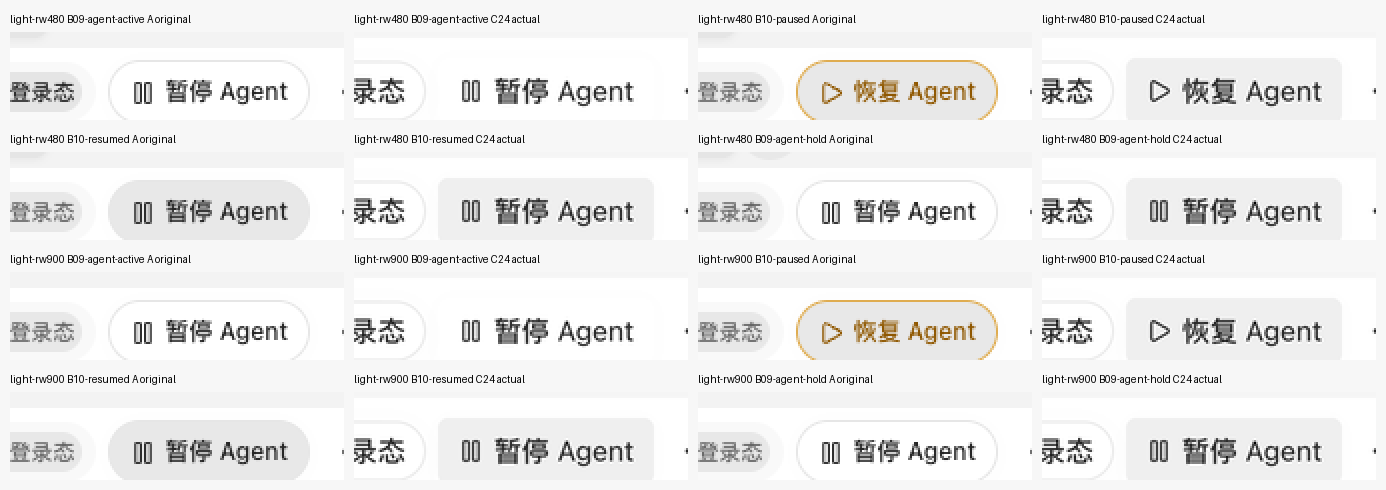 light-rw480 B09-agent-active A original
light-rw480 B09-agent-active C24 actual
light-rw480 B10-paused A original
light-rw480 B10-paused C24 actual
登录态 暂停 Agent
录态 暂停 Agent
登录态 恢复 Agent
录态 恢复 Agent
light-rw480 B10-resumed A original
light-rw480 B10-resumed C24 actual
light-rw480 B09-agent-hold A original
light-rw480 B09-agent-hold C24 actual
登录态 暂停 Agent
录态 暂停 Agent
登录态 暂停 Agent
录态 暂停 Agent
light-rw900 B09-agent-active A original
light-rw900 B09-agent-active C24 actual
light-rw900 B10-paused A original
light-rw900 B10-paused C24 actual
登录态 暂停 Agent
录态 暂停 Agent
登录态 恢复 Agent
录态 恢复 Agent
light-rw900 B10-resumed A original
light-rw900 B10-resumed C24 actual
light-rw900 B09-agent-hold A original
light-rw900 B09-agent-hold C24 actual
登录态 暂停 Agent
录态 暂停 Agent
登录态 暂停 Agent
录态 暂停 Agent